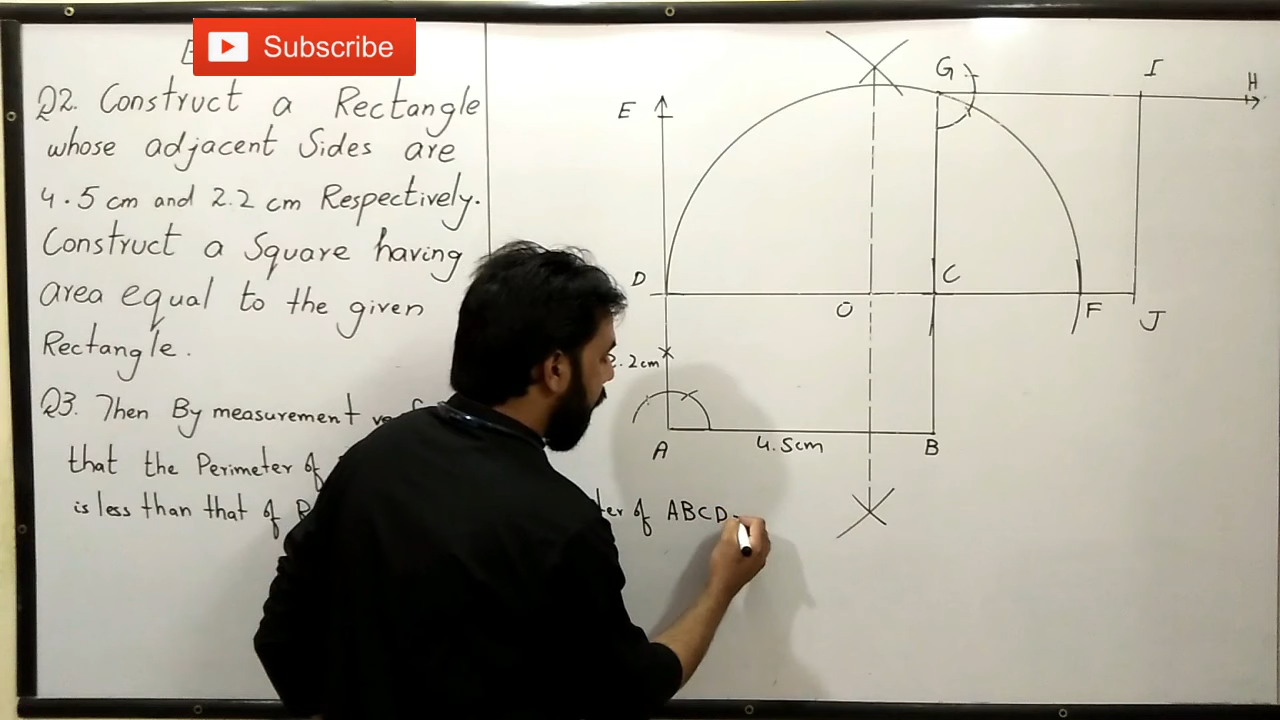 Subscribe
Q2. Construct a Rectangle
whose adjacent Sides are
4.5 cm and 2.2 cm Respectively.
Construct a Square having
area equal to the given
Rectangle.
Q3. Then By measurement
that the Perimeter of
is less than that of
of ABCD
G
I
H
E
D
C
O
F
J
2.2cm
A
4.5cm
B